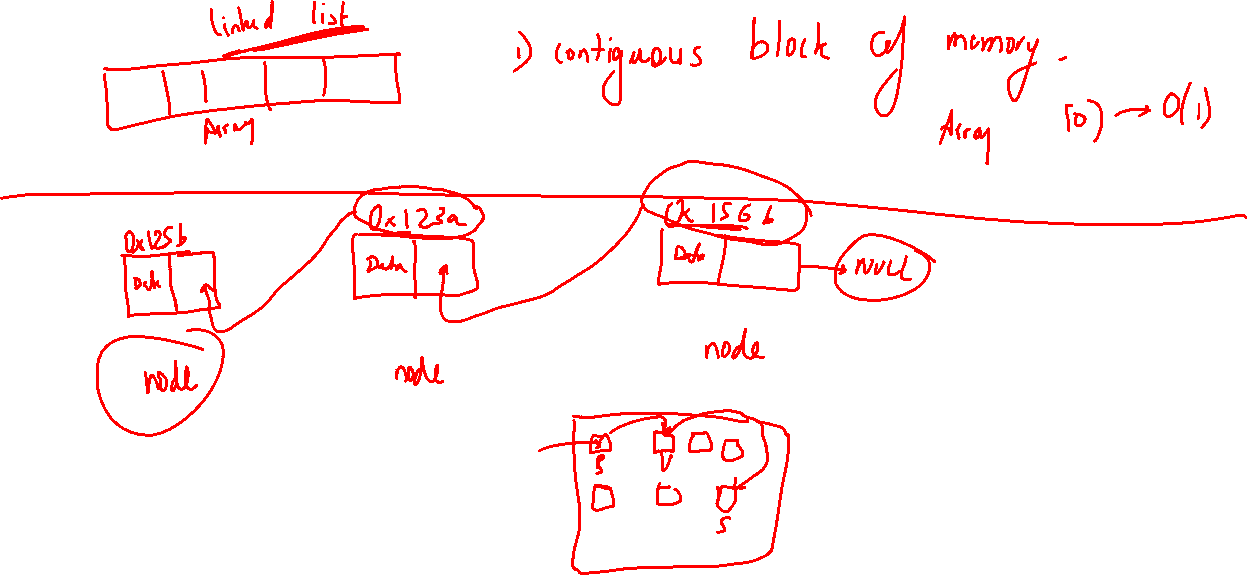 linked list
1) contiguous block of memory.
Array
Array [0) → O(1)
0x125b
0x123a
0x156b
Data
Data
Data
NULL
node
node
node
S
S